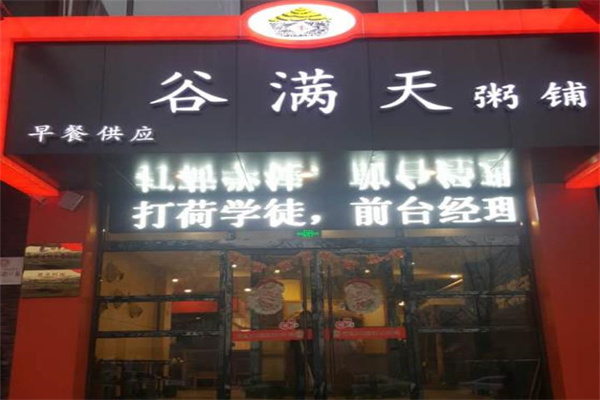 谷满天粥铺
早餐供应
打荷学徒，前台经理